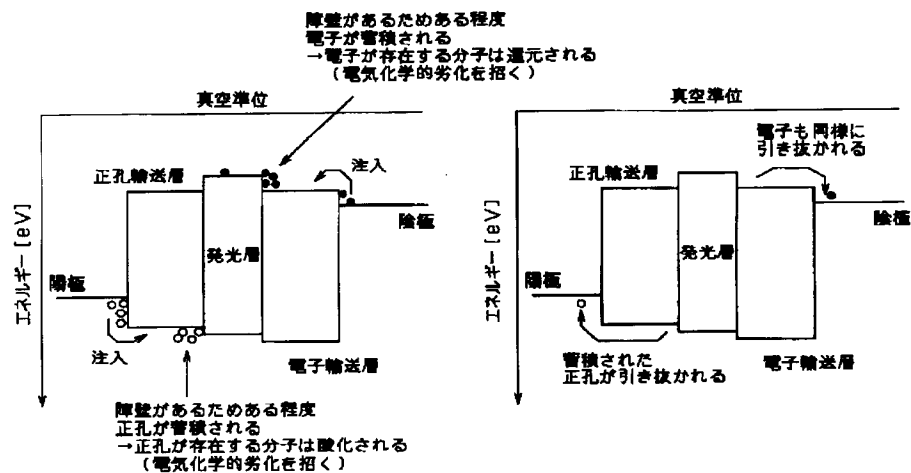 障壁があるためある程度
電子が蓄積される
→電子が存在する分子は還元される
(電気化学的劣化を招く)
真空準位
注入
正孔輸送層
陰極
発光層
陽極
エネルギー[eV]
注入
電子輸送層
障壁があるためある程度
正孔が蓄積される
→正孔が存在する分子は酸化される
(電気化学的劣化を招く)
真空準位
電子も同様に
引き抜かれる
正孔輸送層
陰極
発光層
陽極
エネルギー[eV]
蓄積された
正孔が引き抜かれる
電子輸送層